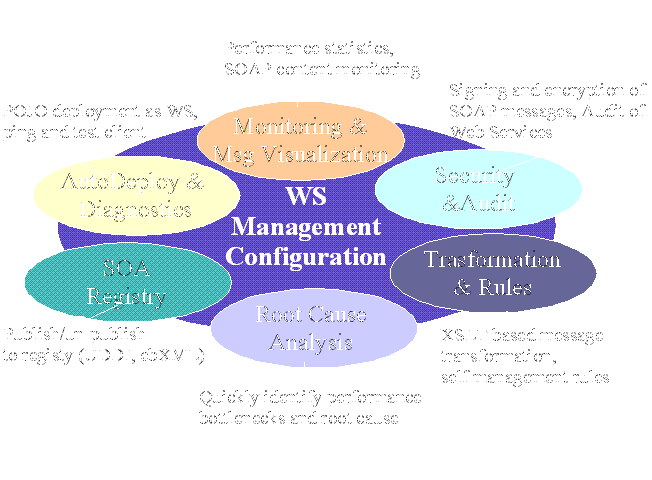 Performance statistics,
SOAP content monitoring
Signing and encryption of
SOAP messages, Audit of
Web Services
POJO deployment as WS,
ping and test client
Monitoring &
Msg Visualization
AutoDeploy &
Diagnostics
Security
&Audit
WS
Management
Configuration
SOA
Registry
Trasformation
& Rules
Root Cause
Analysis
Publish/un-publish
to registy (UDDI, ebXML)
XSLT based message
transformation,
self management rules
Quickly identify performance
bottlenecks and root cause